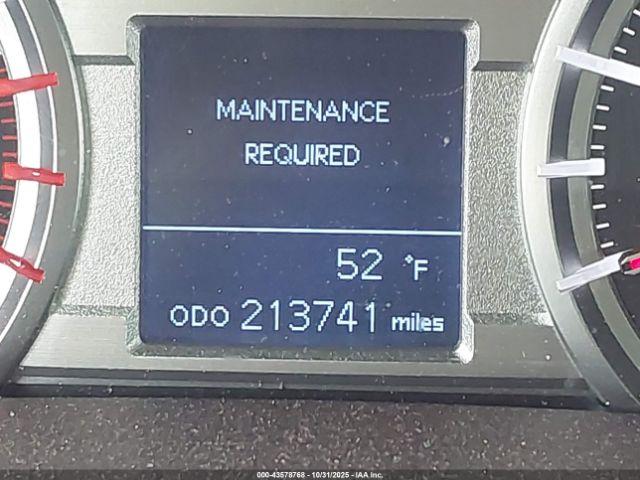 MAINTENANCE
REQUIRED
52 °F
ODO 213741 miles
000-43578768 - 10/31/2025 - IAA Inc.